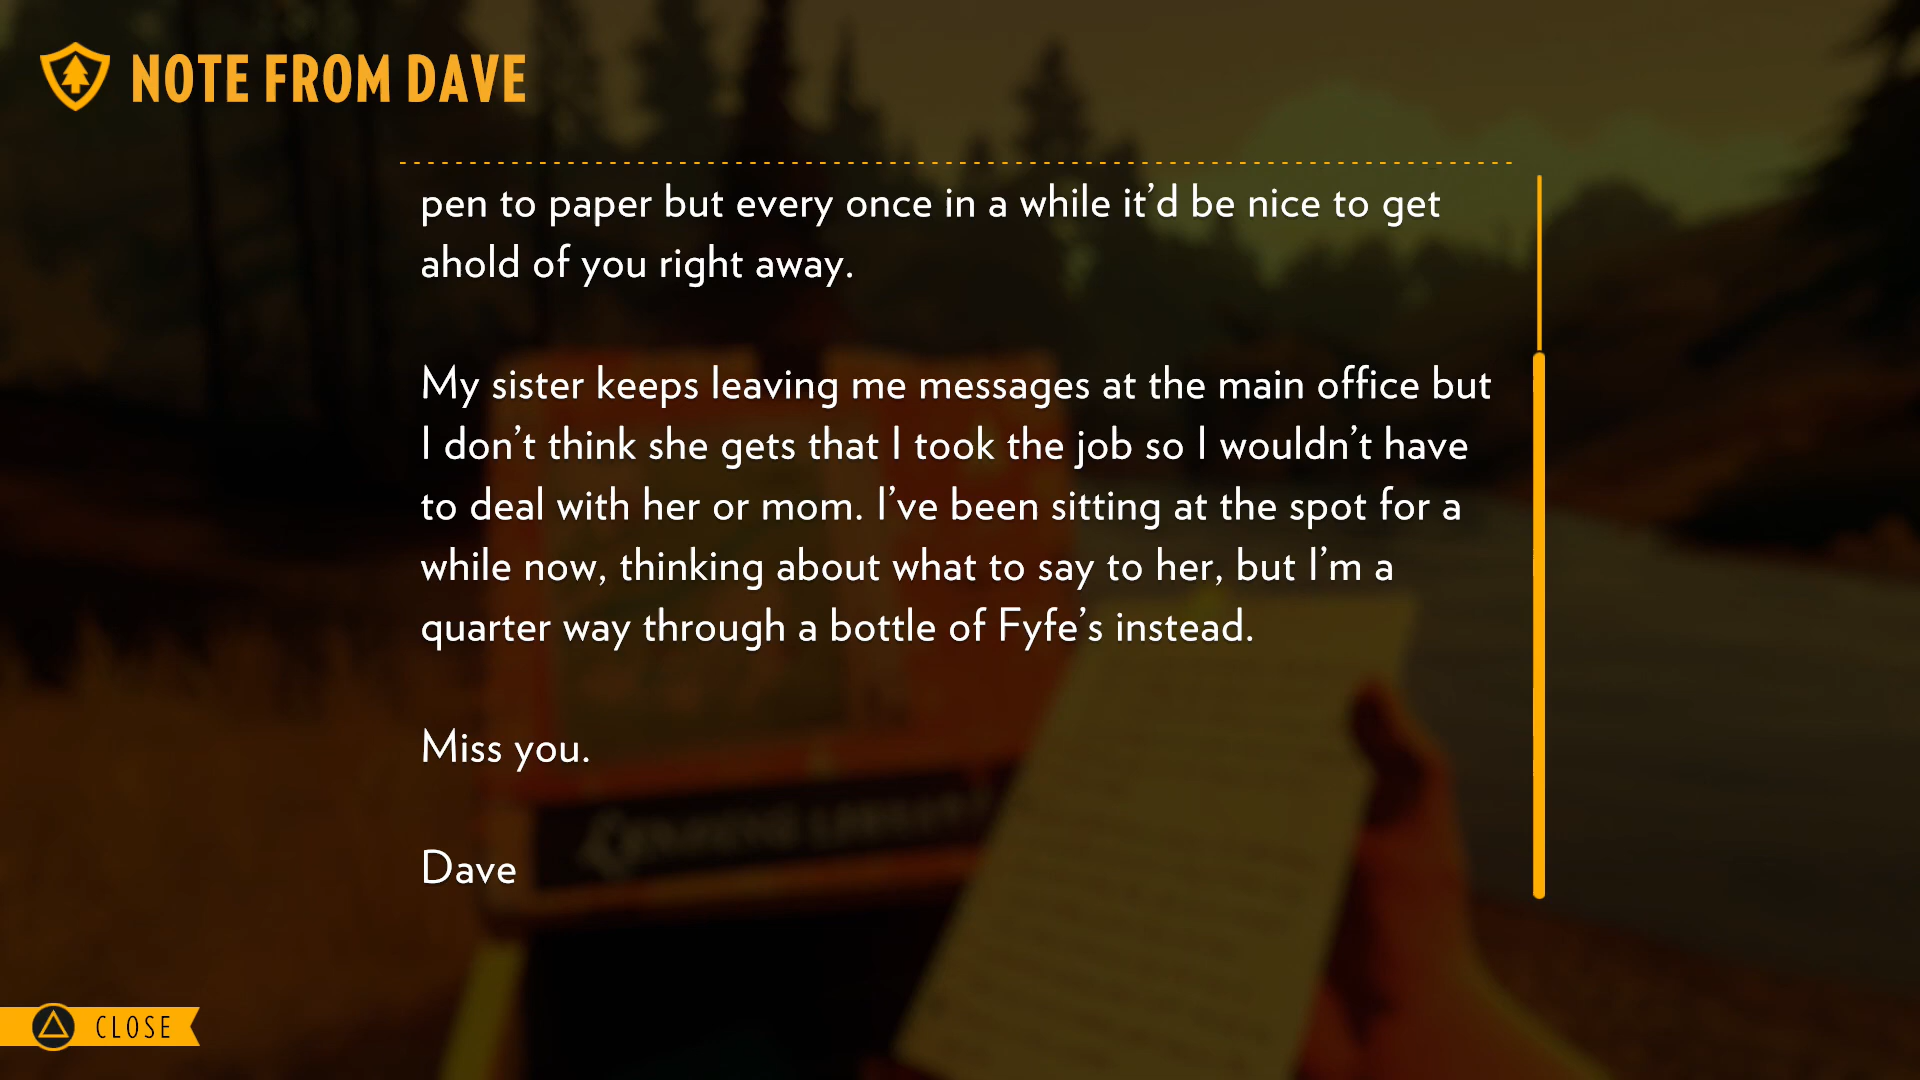 NOTE FROM DAVE
pen to paper but every once in a while it’d be nice to get
ahold of you right away.
My sister keeps leaving me messages at the main office but
I don’t think she gets that I took the job so I wouldn’t have
to deal with her or mom. I’ve been sitting at the spot for a
while now, thinking about what to say to her, but I’m a
quarter way through a bottle of Fyfe’s instead.
Miss you.
Dave
CLOSE